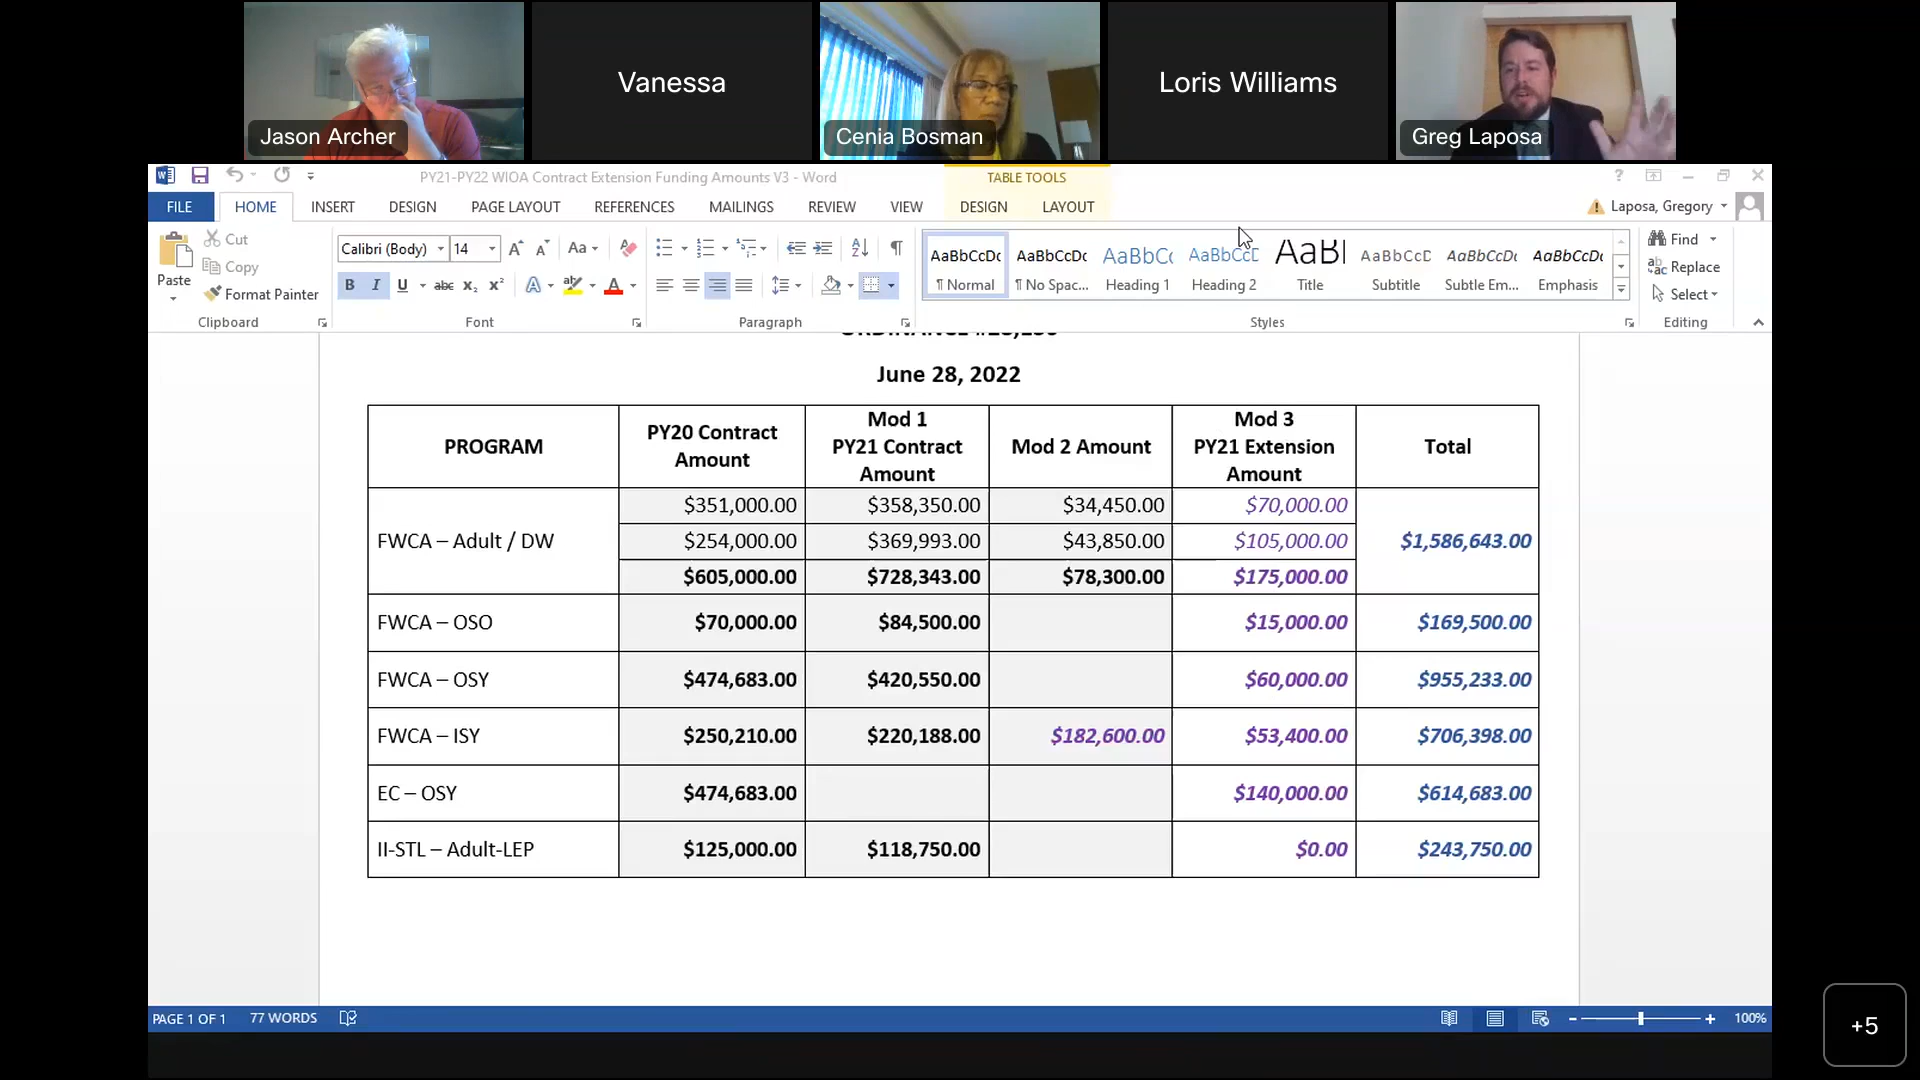 Vanessa
Loris Williams
Jason Archer
Cenia Bosman
Greg Laposa
PY21-PY22 WIOA Contract Extension Funding Amounts V3 - Word
TABLE TOOLS
FILE HOME INSERT DESIGN PAGE LAYOUT REFERENCES MAILINGS REVIEW VIEW DESIGN LAYOUT
Laposa, Gregory
Paste
Cut
Copy
Format Painter
Clipboard
Calibri (Body) 14
Font
Paragraph
AaBbCcDc AaBbCcDc AaBbCc AaBbCcD AaBl AaBbCcD AaBbCcDc AaBbCcDc
¶ Normal ¶ No Spac... Heading 1 Heading 2 Title Subtitle Subtle Em... Emphasis
Styles
Find
Replace
Select
Editing
June 28, 2022
PROGRAM
PY20 Contract
Amount
Mod 1
PY21 Contract
Amount
Mod 2 Amount
Mod 3
PY21 Extension
Amount
Total
FWCA – Adult / DW
$351,000.00 $358,350.00 $34,450.00 $70,000.00
$254,000.00 $369,993.00 $43,850.00 $105,000.00
$605,000.00 $728,343.00 $78,300.00 $175,000.00
$1,586,643.00
FWCA – OSO $70,000.00 $84,500.00 $15,000.00 $169,500.00
FWCA – OSY $474,683.00 $420,550.00 $60,000.00 $955,233.00
FWCA – ISY $250,210.00 $220,188.00 $182,600.00 $53,400.00 $706,398.00
EC – OSY $474,683.00 $140,000.00 $614,683.00
II-STL – Adult-LEP $125,000.00 $118,750.00 $0.00 $243,750.00
PAGE 1 OF 1 77 WORDS 100%
+5